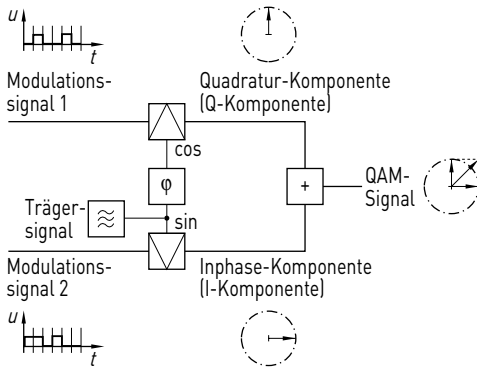 u
t
Modulations-
signal 1
Quadratur-Komponente
(Q-Komponente)
cos
φ
+
QAM-
Signal
Träger-
signal
sin
Modulations-
signal 2
Inphase-Komponente
(I-Komponente)
u
t